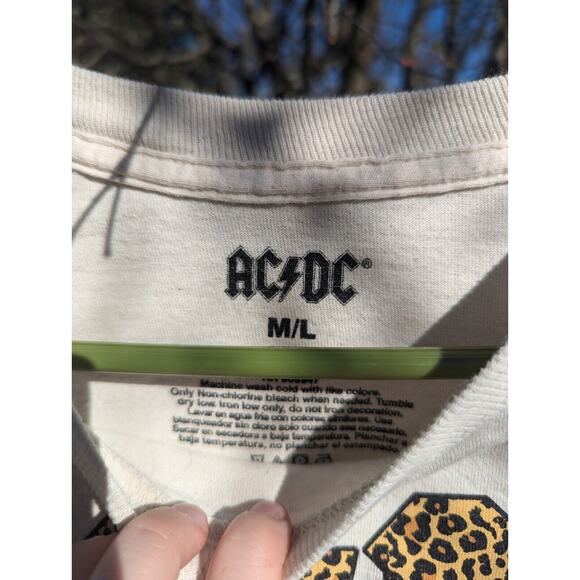 AC⚡DC®
M/L
Machine wash cold with like colors.
Only Non-chlorine bleach when needed. Tumble
dry low. Iron low only, do not iron decoration.
Lavar en agua fria con colores similares. Use
blanqueador sin cloro solo cuando sea necesario.
Secar en secadora a baja temperatura. Planchar a
baja temperatura, no planchar el estampado.